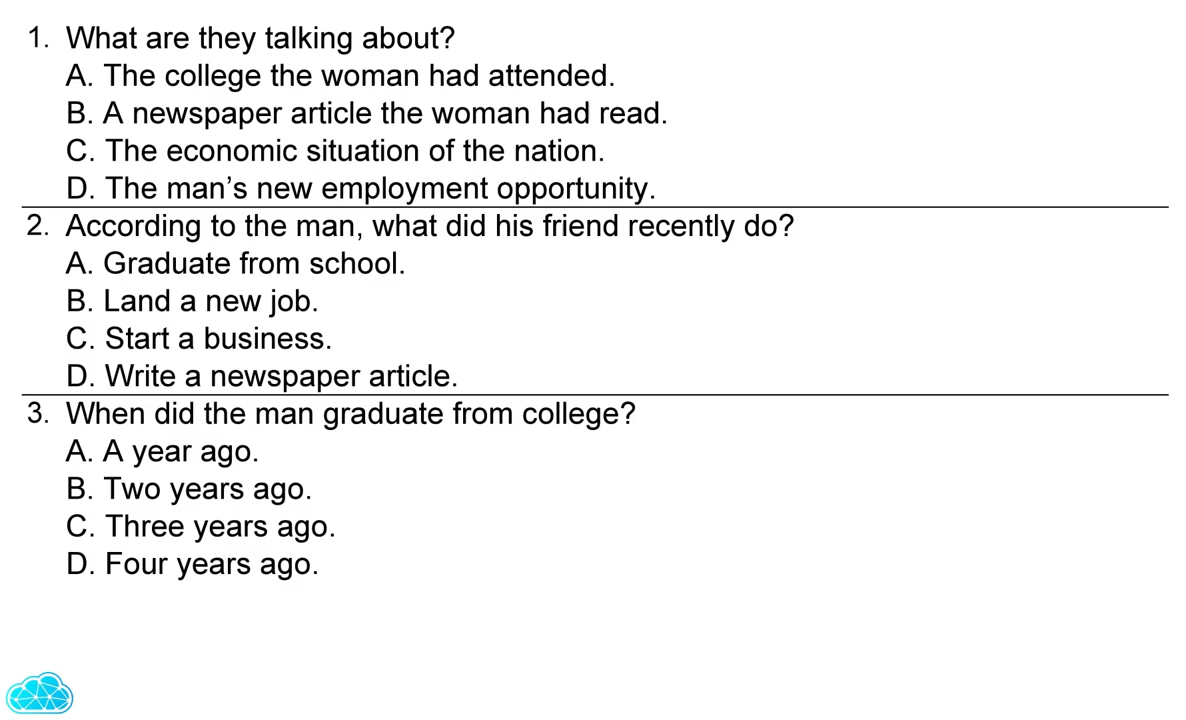 1. What are they talking about?
A. The college the woman had attended.
B. A newspaper article the woman had read.
C. The economic situation of the nation.
D. The man’s new employment opportunity.
2. According to the man, what did his friend recently do?
A. Graduate from school.
B. Land a new job.
C. Start a business.
D. Write a newspaper article.
3. When did the man graduate from college?
A. A year ago.
B. Two years ago.
C. Three years ago.
D. Four years ago.